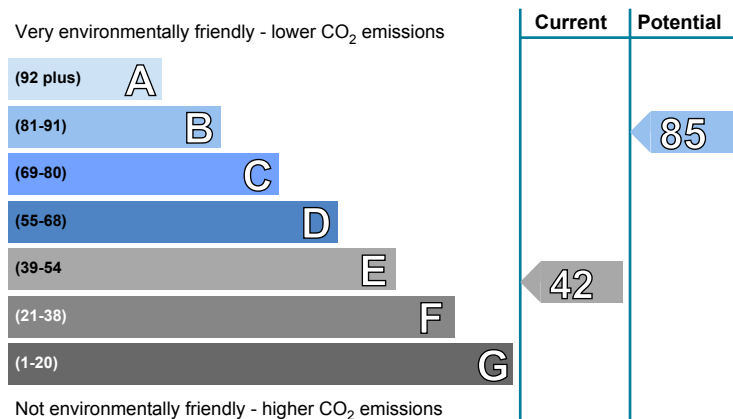 Current Potential
Very environmentally friendly - lower CO₂ emissions
(92 plus) A
(81-91) B
85
(69-80) C
(55-68) D
(39-54 E
42
(21-38) F
(1-20) G
Not environmentally friendly - higher CO₂ emissions